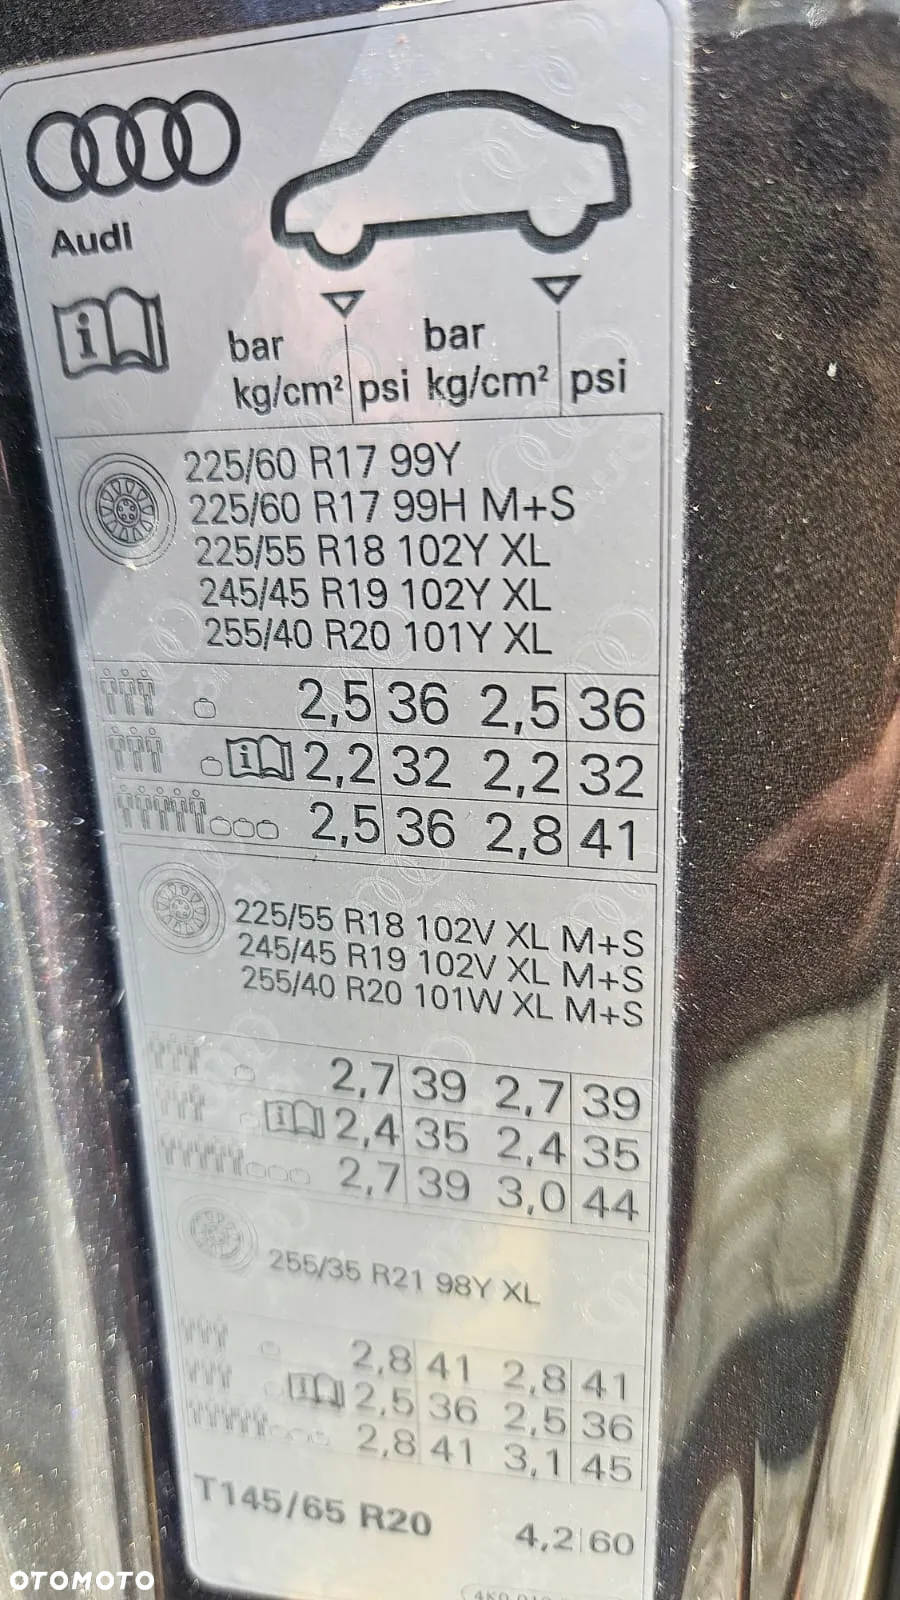 Audi
i
bar bar
kg/cm² psi kg/cm² psi
225/60 R17 99Y
225/60 R17 99H M+S
225/55 R18 102Y XL
245/45 R19 102Y XL
255/40 R20 101Y XL
2,5 36 2,5 36
i 2,2 32 2,2 32
2,5 36 2,8 41
225/55 R18 102V XL M+S
245/45 R19 102V XL M+S
255/40 R20 101W XL M+S
2,7 39 2,7 39
i 2,4 35 2,4 35
2,7 39 3,0 44
255/35 R21 98Y XL
2,8 41 2,8 41
i 2,5 36 2,5 36
2,8 41 3,1 45
T145/65 R20 4,2 60
OTOMOTO